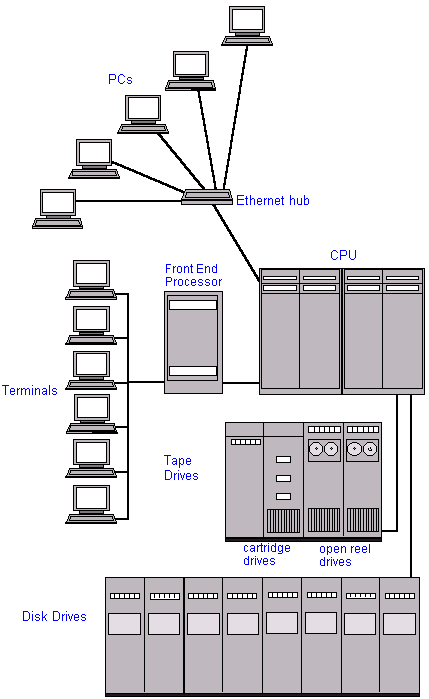 PCs
Ethernet hub
CPU
Front End
Processor
Terminals
Tape
Drives
cartridge
drives
open reel
drives
Disk Drives